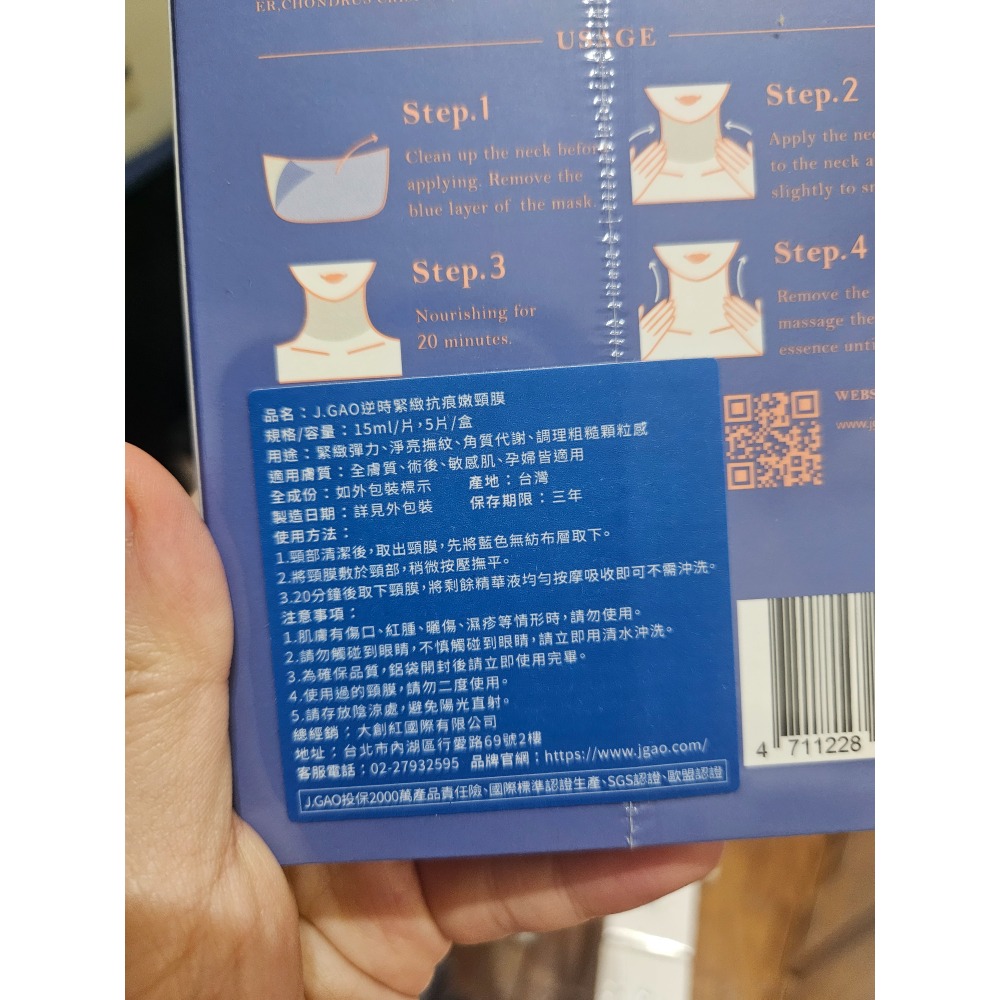 ER,CHONDRUS
USAGE
Step.1
Clean up the neck before
applying. Remove the
blue layer of the mask.
Step.2
Apply the
to the neck
slightly to
Step.3
Nourishing for
20 minutes.
Step.4
Remove the
massage the
essence
品名：J.GAO逆時緊緻抗痕嫩頸膜
規格/容量：15ml/片,5片/盒
用途：緊緻彈力、淨亮撫紋、角質代謝、調理粗糙顆粒感
適用膚質：全膚質、術後、敏感肌、孕婦皆適用
全成份：如外包裝標示 產地：台灣
製造日期：詳見外包裝 保存期限：三年
使用方法：
1.頸部清潔後,取出頸膜,先將藍色無紡布層取下。
2.將頸膜敷於頸部,稍微按壓撫平。
3.20分鐘後取下頸膜,將剩餘精華液均勻按摩吸收即可不需沖洗。
注意事項：
1.肌膚有傷口、紅腫、曬傷、濕疹等情形時,請勿使用。
2.請勿觸碰到眼睛,不慎觸碰到眼睛,請立即用清水沖洗。
3.為確保品質,鋁袋開封後請立即使用完畢。
4.使用過的頸膜,請勿二度使用。
5.請存放陰涼處,避免陽光直射。
總經銷：大創紅國際有限公司
地址：台北市內湖區行愛路69號2樓
客服電話：02-27932595 品牌官網：https://www.jgao.com/
J.GAO投保2000萬產品責任險、國際標準認證生產、SGS認證、歐盟認證
WEBS
www.j
4 711228